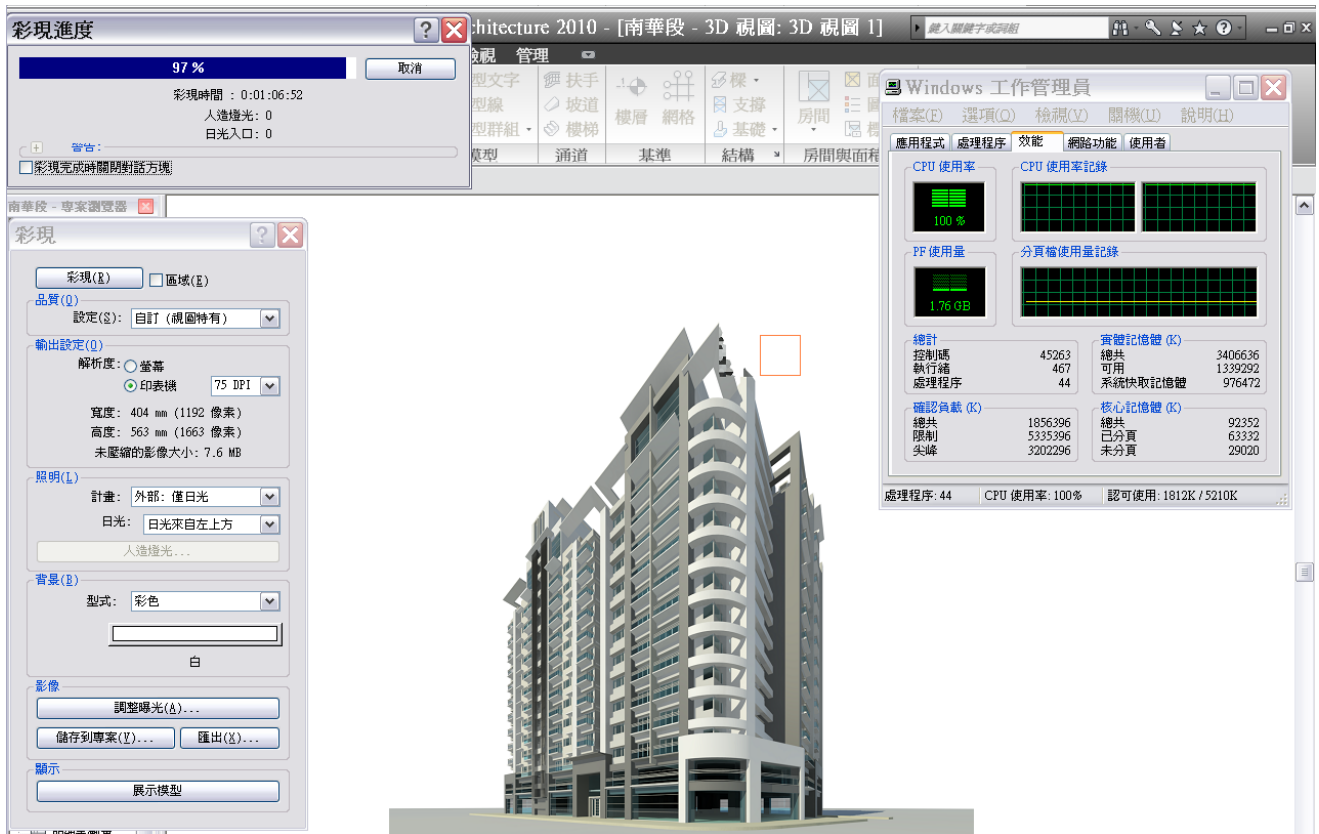 彩現進度
97 %
取消
彩現時間 : 0:01:06:52
人造燈光: 0
日光入口: 0
警告:
彩現完成時關閉對話方塊
chitecture 2010 - [南華段 - 3D 視圖: 3D 視圖 1]
鍵入關鍵字或詞組
檢視 管理
型文字 扶手 樑
型線 坡道 樓層 網格 支撐 房間
型群組 樓梯 基礎
模型 通道 基準 結構 房間與面積
南華段 - 專案瀏覽器
彩現
彩現(R) 區域(E)
品質(Q)
設定(S): 自訂 (視圖特有)
輸出設定(O)
解析度: 螢幕
印表機 75 DPI
寬度: 404 mm (1192 像素)
高度: 563 mm (1663 像素)
未壓縮的影像大小: 7.6 MB
照明(L)
計畫: 外部: 僅日光
日光: 日光來自左上方
人造燈光...
背景(B)
型式: 彩色
白
影像
調整曝光(A)...
儲存到專案(V)... 匯出(X)...
顯示
展示模型
Windows 工作管理員
檔案(F) 選項(O) 檢視(V) 關機(U) 說明(H)
應用程式 處理程序 效能 網路功能 使用者
CPU 使用率 CPU 使用率記錄
100 %
PF 使用量 分頁檔使用量記錄
1.76 GB
總計
控制碼 45263
執行緒 467
處理程序 44
實體記憶體 (K)
總共 3406636
可用 1339292
系統快取記憶體 976472
確認負載 (K)
總共 1856396
限制 5335396
尖峰 3202296
核心記憶體 (K)
總共 92352
已分頁 63332
未分頁 29020
處理程序: 44 CPU 使用率: 100% 認可使用: 1812K / 5210K